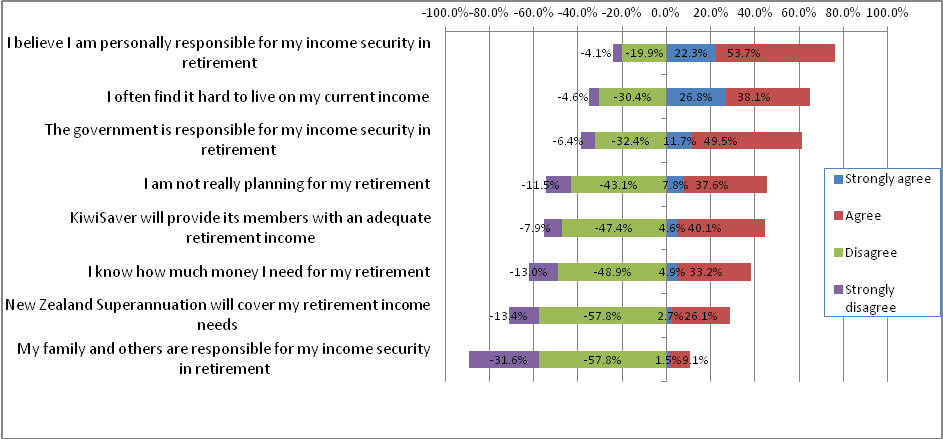 -100.0% -80.0% -60.0% -40.0% -20.0% 0.0% 20.0% 40.0% 60.0% 80.0% 100.0%
I believe I am personally responsible for my income security in
retirement
-4.1% -19.9% 22.3% 53.7%
I often find it hard to live on my current income
-4.6% -30.4% 26.8% 38.1%
The government is responsible for my income security in
retirement
-6.4% -32.4% 11.7% 49.5%
I am not really planning for my retirement
-11.5% -43.1% 7.8% 37.6%
KiwiSaver will provide its members with an adequate
retirement income
-7.9% -47.4% 4.6% 40.1%
I know how much money I need for my retirement
-13.0% -48.9% 4.9% 33.2%
New Zealand Superannuation will cover my retirement income
needs
-13.4% -57.8% 2.7% 26.1%
My family and others are responsible for my income security
in retirement
-31.6% -57.8% 1.5% 9.1%
Strongly agree
Agree
Disagree
Strongly
disagree